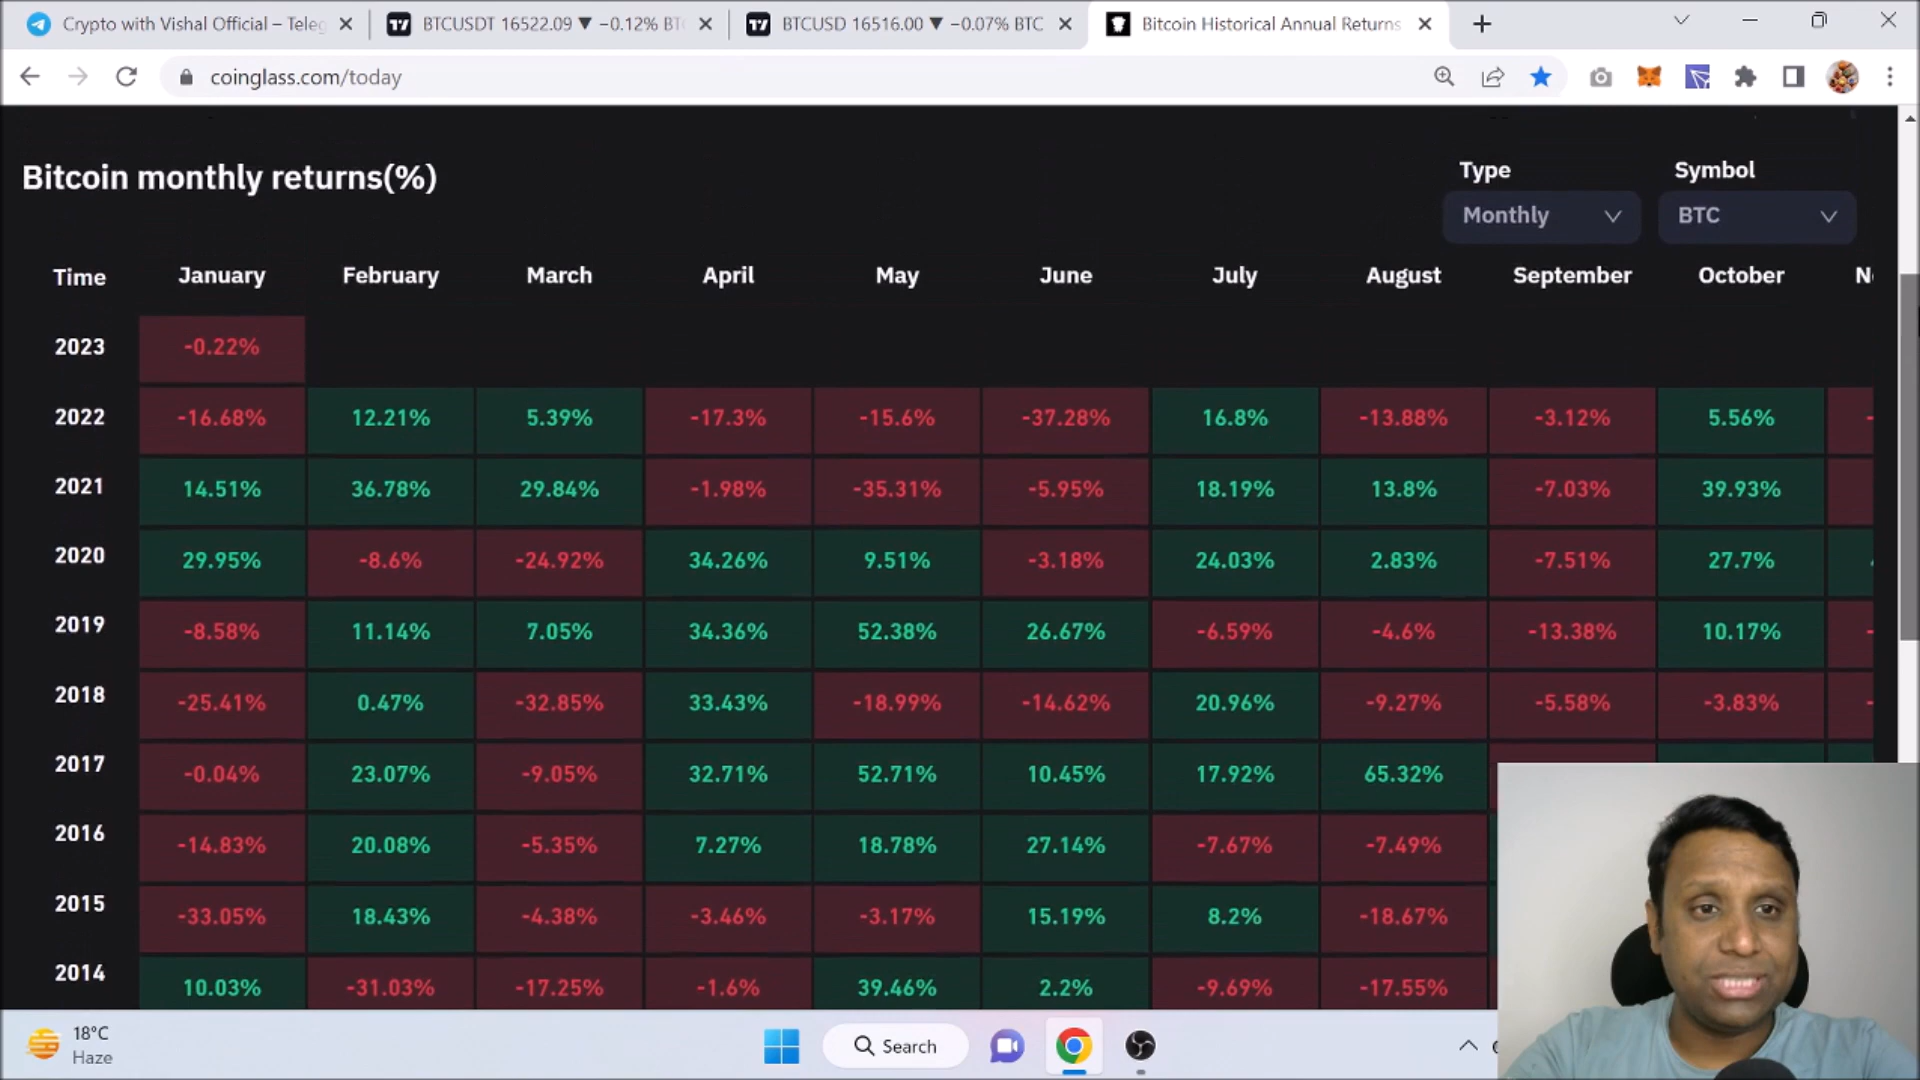 Crypto with Vishal Official – Teleg
BTCUSDT 16522.09 ▼ −0.12% BT
BTCUSD 16516.00 ▼ −0.07% BTC
Bitcoin Historical Annual Returns
coinglass.com/today
Bitcoin monthly returns(%)
Type
Symbol
Monthly
BTC
Time January February March April May June July August September October N
2023 -0.22%
2022 -16.68% 12.21% 5.39% -17.3% -15.6% -37.28% 16.8% -13.88% -3.12% 5.56% -
2021 14.51% 36.78% 29.84% -1.98% -35.31% -5.95% 18.19% 13.8% -7.03% 39.93%
2020 29.95% -8.6% -24.92% 34.26% 9.51% -3.18% 24.03% 2.83% -7.51% 27.7%
2019 -8.58% 11.14% 7.05% 34.36% 52.38% 26.67% -6.59% -4.6% -13.38% 10.17% -
2018 -25.41% 0.47% -32.85% 33.43% -18.99% -14.62% 20.96% -9.27% -5.58% -3.83% -
2017 -0.04% 23.07% -9.05% 32.71% 52.71% 10.45% 17.92% 65.32%
2016 -14.83% 20.08% -5.35% 7.27% 18.78% 27.14% -7.67% -7.49%
2015 -33.05% 18.43% -4.38% -3.46% -3.17% 15.19% 8.2% -18.67%
2014 10.03% -31.03% -17.25% -1.6% 39.46% 2.2% -9.69% -17.55%
18°C
Haze
Search